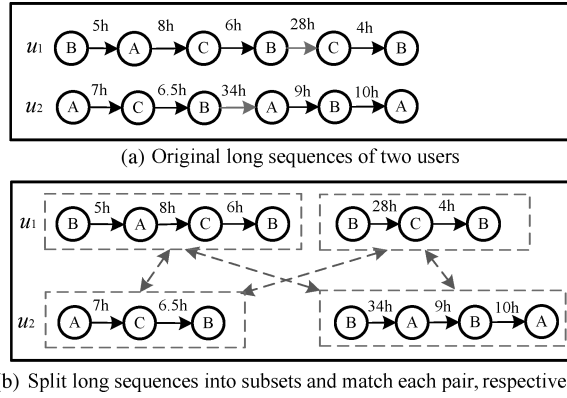 5h 8h 6h 28h 4h
u1 B A C B C B
7h 6.5h 34h 9h 10h
u2 A C B A B A
(a) Original long sequences of two users
5h 8h 6h 28h 4h
u1 B A C B B C B
7h 6.5h 34h 9h 10h
u2 A C B B A B A
(b) Split long sequences into subsets and match each pair, respective